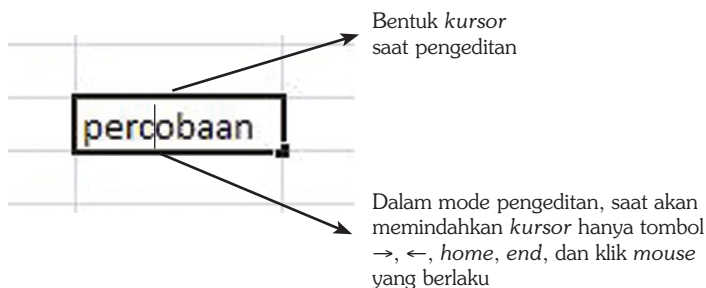 Bentuk kursor
saat pengeditan
percobaan
Dalam mode pengeditan, saat akan
memindahkan kursor hanya tombol
→, ←, home, end, dan klik mouse
yang berlaku